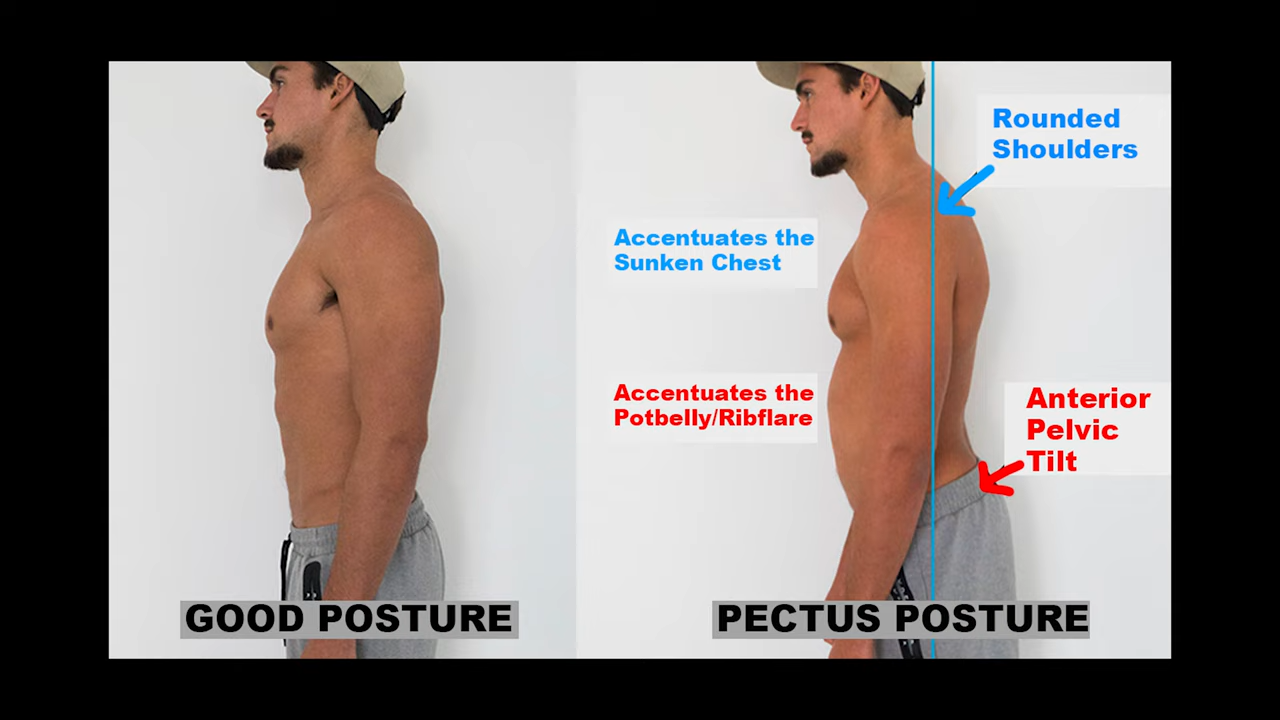 Rounded
Shoulders
Accentuates the
Sunken Chest
Accentuates the
Potbelly/Ribflare
Anterior
Pelvic
Tilt
GOOD POSTURE
PECTUS POSTURE